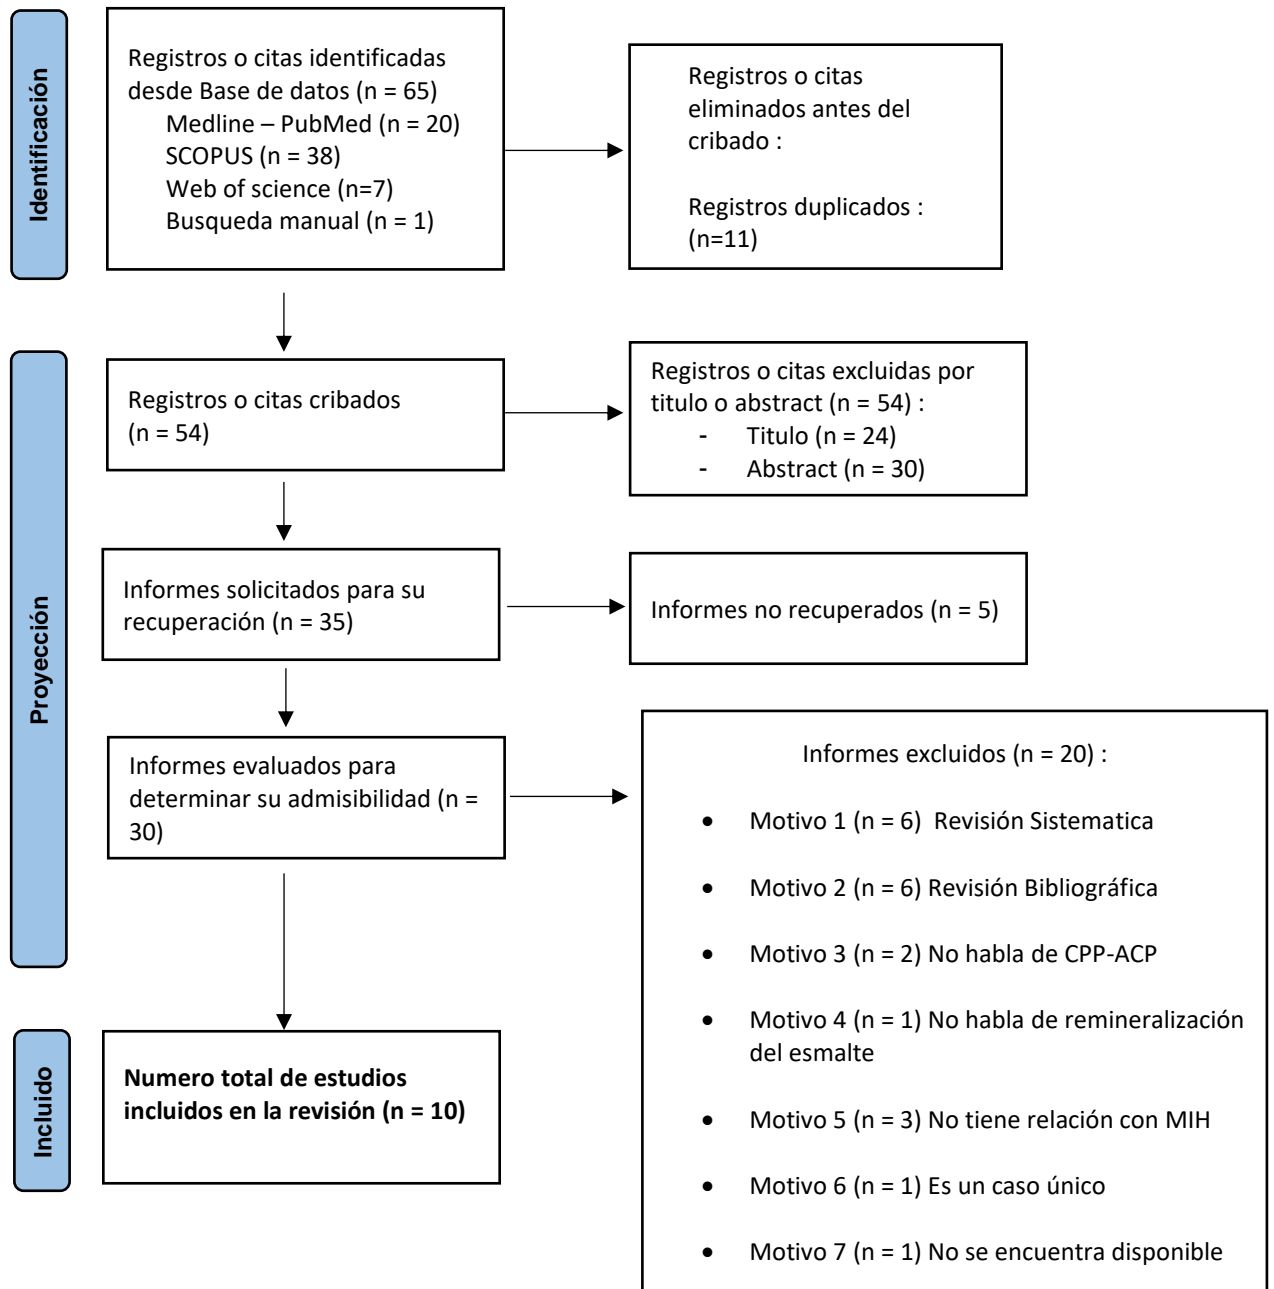 Identificación
Registros o citas identificadas
desde Base de datos (n = 65)
Medline – PubMed (n = 20)
SCOPUS (n = 38)
Web of science (n=7)
Busqueda manual (n = 1)
Registros o citas
eliminados antes del
cribado :
Registros duplicados :
(n=11)
Proyección
Registros o citas cribados
(n = 54)
Registros o citas excluidas por
titulo o abstract (n = 54) :
- Titulo (n = 24)
- Abstract (n = 30)
Informes solicitados para su
recuperación (n = 35)
Informes no recuperados (n = 5)
Informes evaluados para
determinar su admisibilidad (n =
30)
Informes excluidos (n = 20) :
• Motivo 1 (n = 6) Revisión Sistematica
• Motivo 2 (n = 6) Revisión Bibliográfica
• Motivo 3 (n = 2) No habla de CPP-ACP
• Motivo 4 (n = 1) No habla de remineralización
del esmalte
• Motivo 5 (n = 3) No tiene relación con MIH
• Motivo 6 (n = 1) Es un caso único
• Motivo 7 (n = 1) No se encuentra disponible
Incluido
Numero total de estudios
incluidos en la revisión (n = 10)